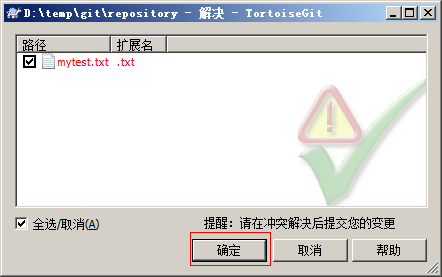 D:\temp\git\repository - 解决 - TortoiseGit
路径 扩展名
mytest.txt .txt
全选/取消(A) 提醒：请在冲突解决后提交您的变更
确定 取消 帮助